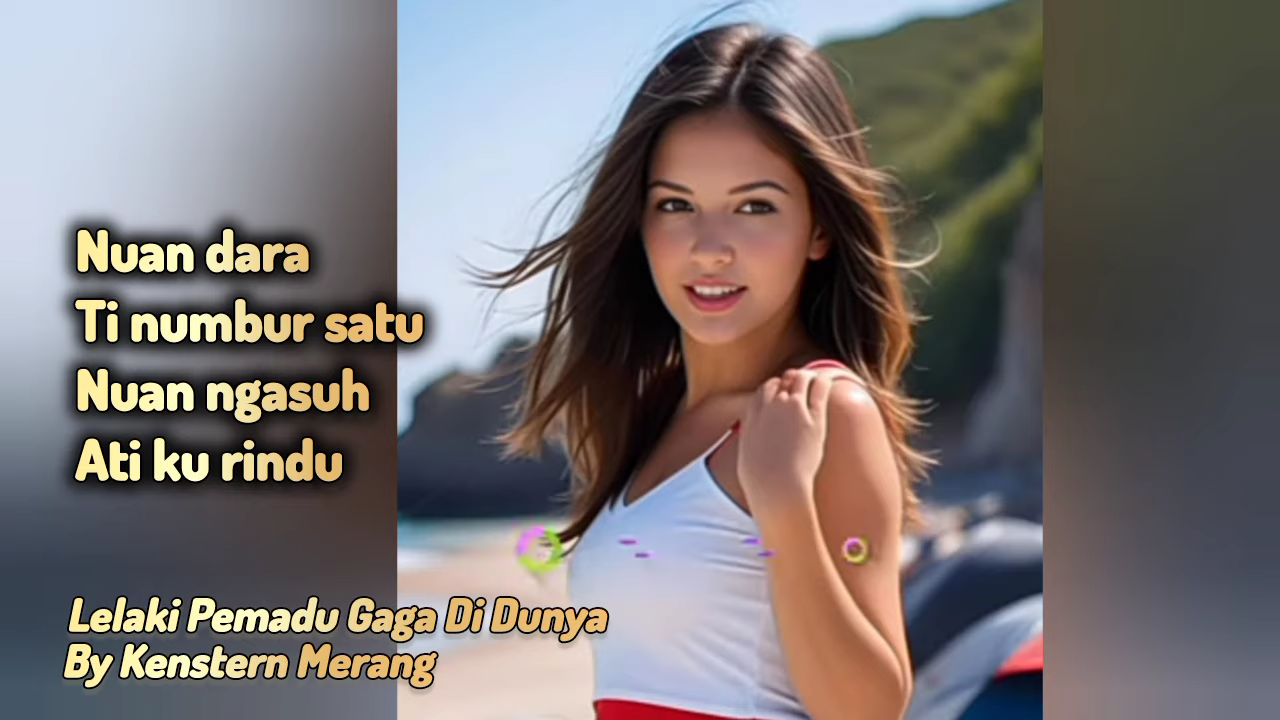 Nuan dara
Ti numbur satu
Nuan ngasuh
Ati ku rindu
Lelaki Pemadu Gaga Di Dunya
By Kenstern Merang